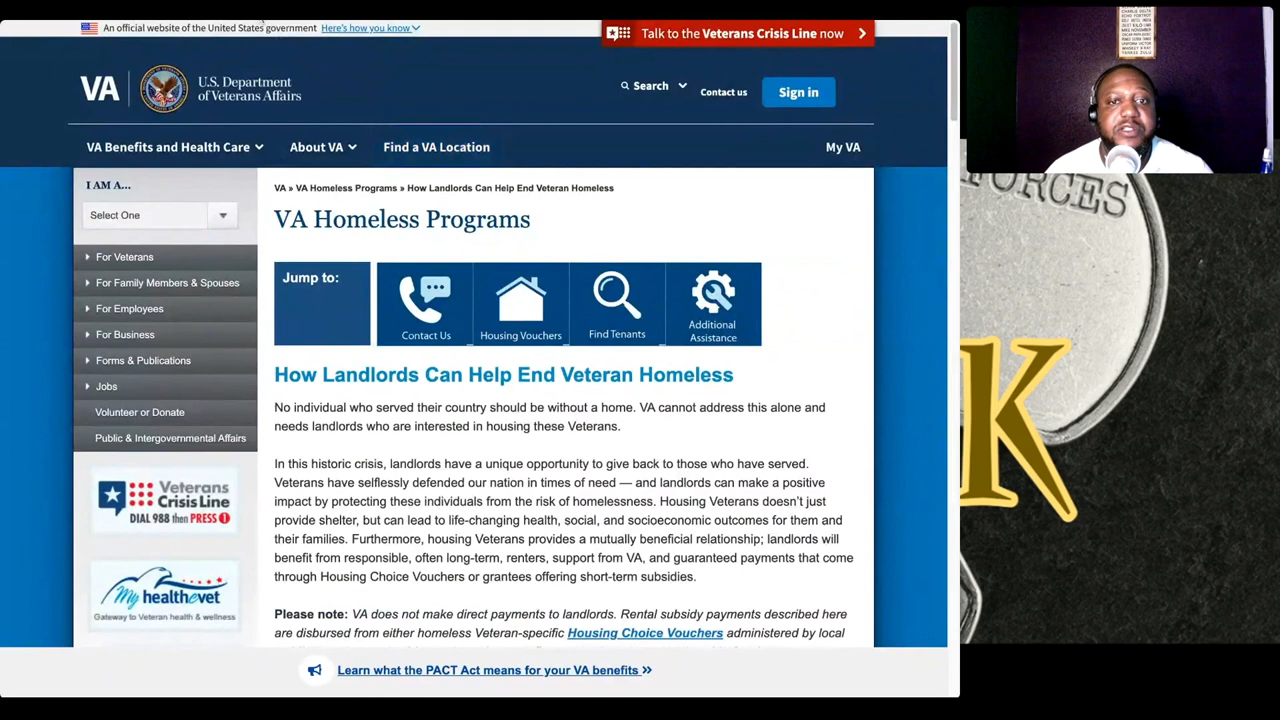 An official website of the United States government Here's how you know
Talk to the Veterans Crisis Line now
VA
U.S. Department
of Veterans Affairs
Search
Contact us
Sign in
VA Benefits and Health Care
About VA
Find a VA Location
My VA
I AM A...
Select One
For Veterans
For Family Members & Spouses
For Employees
For Business
Forms & Publications
Jobs
Volunteer or Donate
Public & Intergovernmental Affairs
Veterans
Crisis Line
DIAL 988 then PRESS 1
My healthevet
Gateway to Veteran health & wellness
VA » VA Homeless Programs » How Landlords Can Help End Veteran Homeless
VA Homeless Programs
Jump to:
Contact Us
Housing Vouchers
Find Tenants
Additional
Assistance
How Landlords Can Help End Veteran Homeless
No individual who served their country should be without a home. VA cannot address this alone and
needs landlords who are interested in housing these Veterans.
In this historic crisis, landlords have a unique opportunity to give back to those who have served.
Veterans have selflessly defended our nation in times of need — and landlords can make a positive
impact by protecting these individuals from the risk of homelessness. Housing Veterans doesn't just
provide shelter, but can lead to life-changing health, social, and socioeconomic outcomes for them and
their families. Furthermore, housing Veterans provides a mutually beneficial relationship; landlords will
benefit from responsible, often long-term, renters, support from VA, and guaranteed payments that come
through Housing Choice Vouchers or grantees offering short-term subsidies.
Please note: VA does not make direct payments to landlords. Rental subsidy payments described here
are disbursed from either homeless Veteran-specific Housing Choice Vouchers administered by local
Learn what the PACT Act means for your VA benefits »
FORCES
K